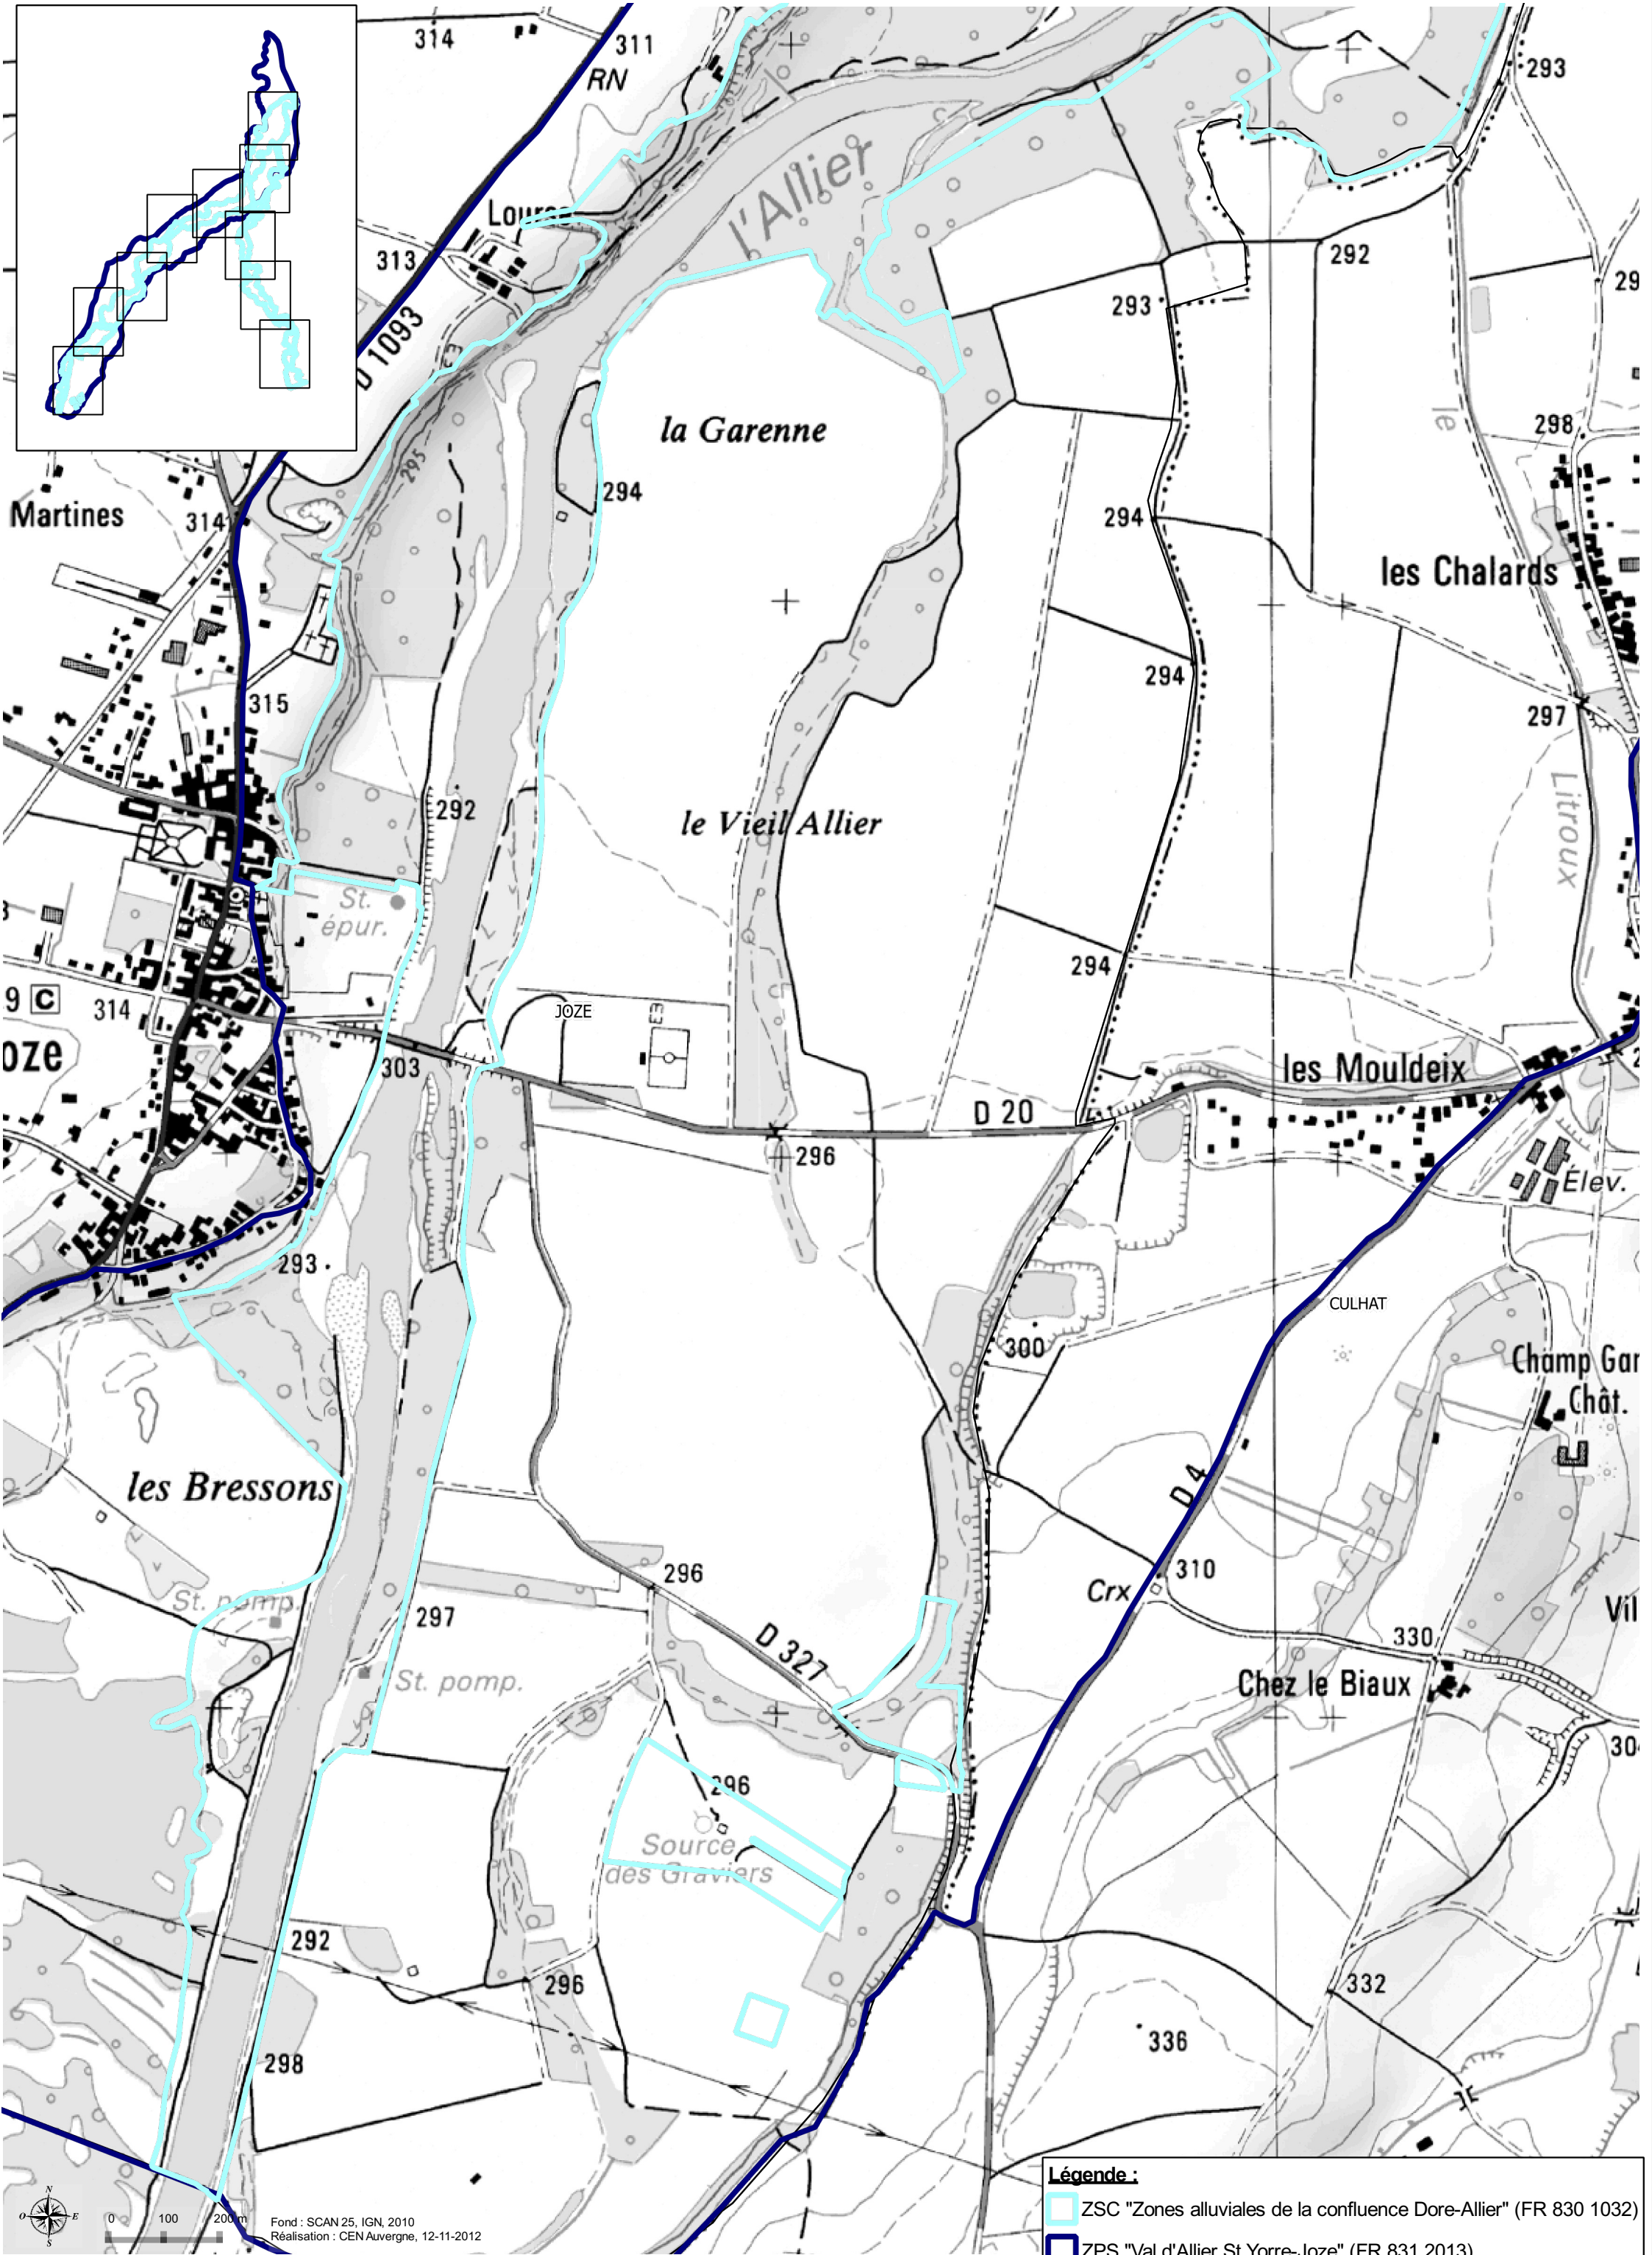 314
311
RN
293
l'Allier
Lourse
313
292
29
293
D 1093
la Garenne
le
298
295
294
Martines
314
294
les Chalards
294
315
297
292
le Vieil Allier
Litroux
St.
épur.
294
9 C
314
JOZE
oze
303
les Mouldeix
D 20
296
Élev.
293
CULHAT
300
Champ Gar
Chât.
les Bressons
D 4
296
310
Crx
St. pomp.
297
Vil
330
D 327
St. pomp.
Chez le Biaux
304
296
Source
des Graviers
292
296
332
336
298
Légende :
ZSC "Zones alluviales de la confluence Dore-Allier" (FR 830 1032)
N
O E
S
0 100 200 m
Fond : SCAN 25, IGN, 2010
Réalisation : CEN Auvergne, 12-11-2012
ZPS "Val d'Allier St Yorre-Joze" (FR 831 2013)